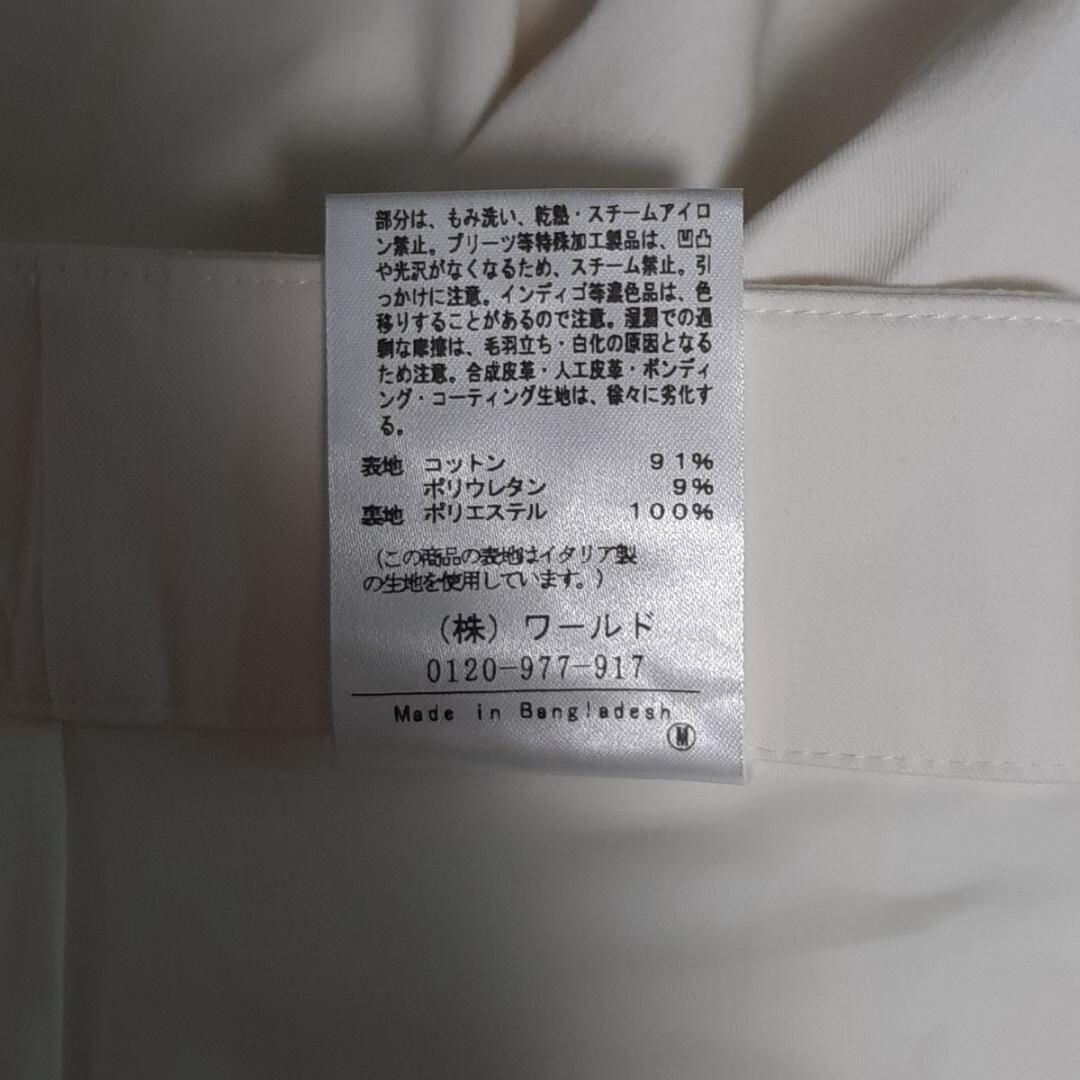 部分は、もみ洗い、乾熱・スチームアイロ
ン禁止。プリーツ等特殊加工製品は、凹凸
や光沢がなくなるため、スチーム禁止。引
っかけに注意。インディゴ等濃色品は、色
移りすることがあるので注意。湿潤での過
剰な摩擦は、毛羽立ち・白化の原因となる
ため注意。合成皮革・人工皮革・ボンディ
ング・コーティング生地は、徐々に劣化す
る。
表地 コットン 91%
ポリウレタン 9%
裏地 ポリエステル 100%
(この商品の表地はイタリア製
の生地を使用しています。)
(株) ワールド
0120-977-917
Made in Bangladesh
Ⓜ